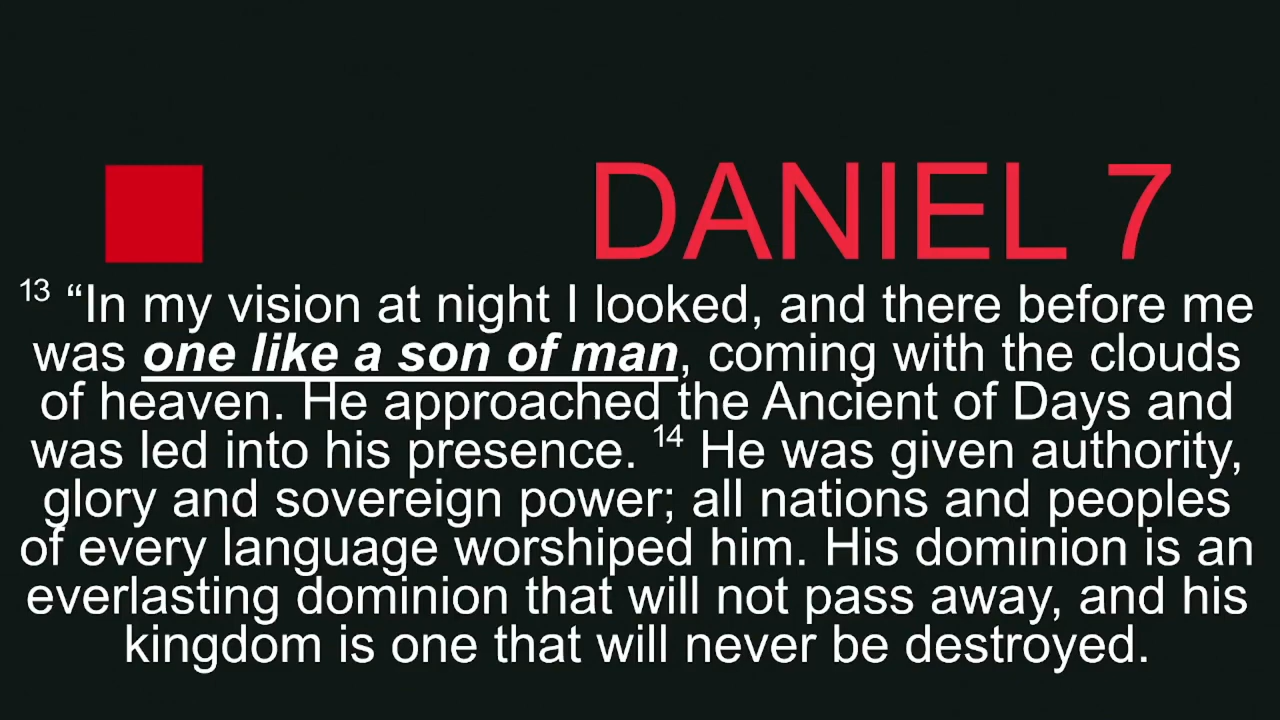 DANIEL 7
13 “In my vision at night I looked, and there before me
was one like a son of man, coming with the clouds
of heaven. He approached the Ancient of Days and
was led into his presence. 14 He was given authority,
glory and sovereign power; all nations and peoples
of every language worshiped him. His dominion is an
everlasting dominion that will not pass away, and his
kingdom is one that will never be destroyed.